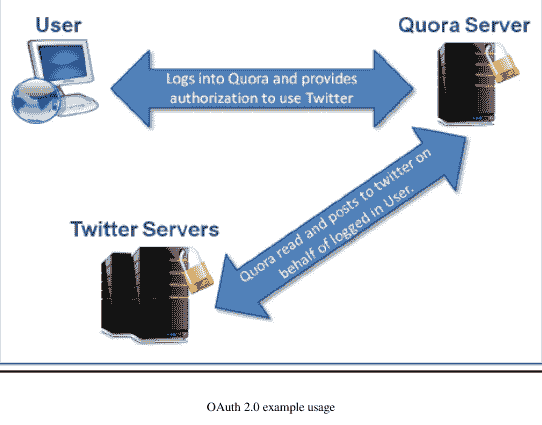 User
Quora Server
Logs into Quora and provides
authorization to use Twitter
Quora read and posts to twitter on
behalf of logged in User.
Twitter Servers
OAuth 2.0 example usage